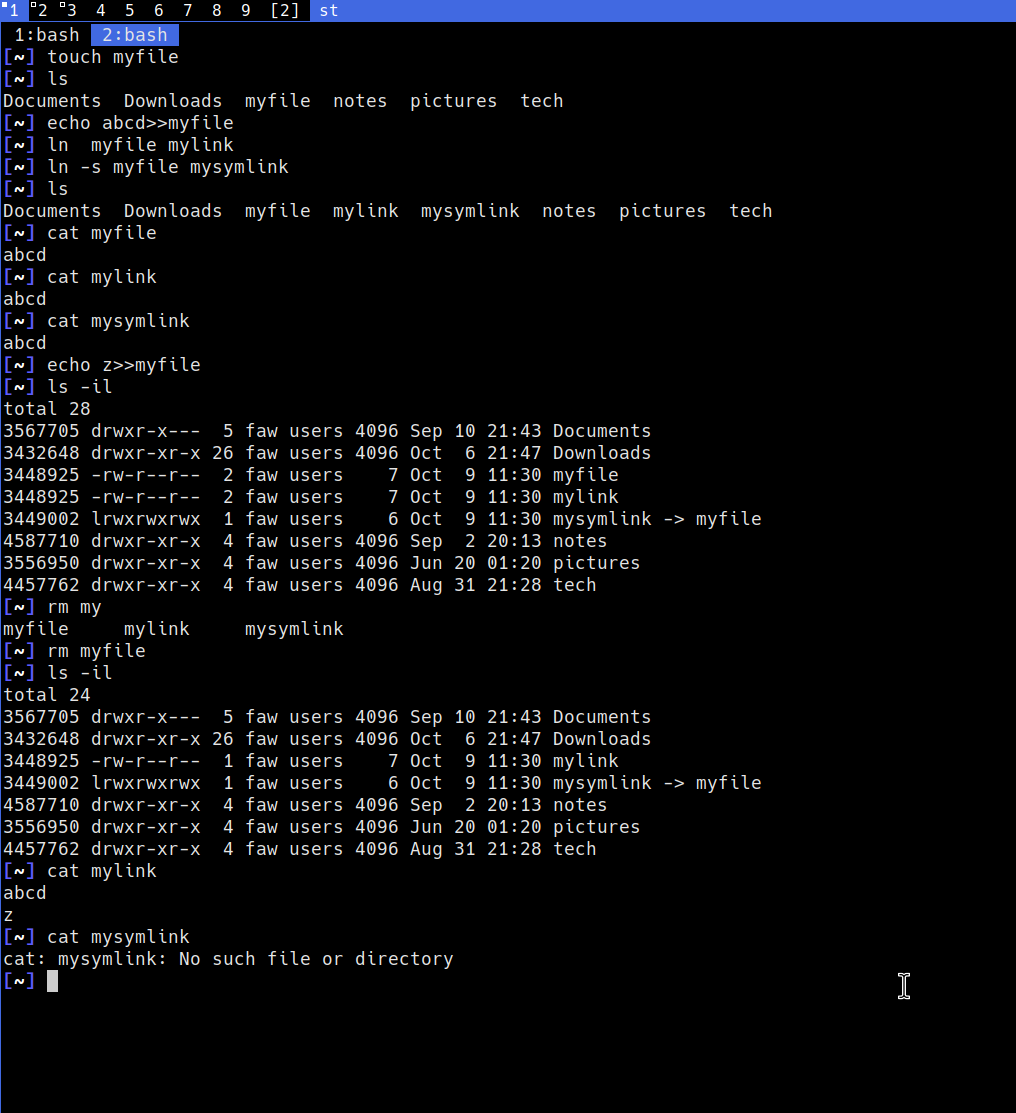 1 2 3 4 5 6 7 8 9 [2] st
1:bash 2:bash
[~] touch myfile
[~] ls
Documents  Downloads  myfile  notes  pictures  tech
[~] echo abcd>>myfile
[~] ln  myfile mylink
[~] ln -s myfile mysymlink
[~] ls
Documents  Downloads  myfile  mylink  mysymlink  notes  pictures  tech
[~] cat myfile
abcd
[~] cat mylink
abcd
[~] cat mysymlink
abcd
[~] echo z>>myfile
[~] ls -il
total 28
3567705 drwxr-x---  5 faw users 4096 Sep 10 21:43 Documents
3432648 drwxr-xr-x 26 faw users 4096 Oct  6 21:47 Downloads
3448925 -rw-r--r--  2 faw users    7 Oct  9 11:30 myfile
3448925 -rw-r--r--  2 faw users    7 Oct  9 11:30 mylink
3449002 lrwxrwxrwx  1 faw users    6 Oct  9 11:30 mysymlink -> myfile
4587710 drwxr-xr-x  4 faw users 4096 Sep  2 20:13 notes
3556950 drwxr-xr-x  4 faw users 4096 Jun 20 01:20 pictures
4457762 drwxr-xr-x  4 faw users 4096 Aug 31 21:28 tech
[~] rm my
myfile     mylink     mysymlink
[~] rm myfile
[~] ls -il
total 24
3567705 drwxr-x---  5 faw users 4096 Sep 10 21:43 Documents
3432648 drwxr-xr-x 26 faw users 4096 Oct  6 21:47 Downloads
3448925 -rw-r--r--  1 faw users    7 Oct  9 11:30 mylink
3449002 lrwxrwxrwx  1 faw users    6 Oct  9 11:30 mysymlink -> myfile
4587710 drwxr-xr-x  4 faw users 4096 Sep  2 20:13 notes
3556950 drwxr-xr-x  4 faw users 4096 Jun 20 01:20 pictures
4457762 drwxr-xr-x  4 faw users 4096 Aug 31 21:28 tech
[~] cat mylink
abcd
z
[~] cat mysymlink
cat: mysymlink: No such file or directory
[~]